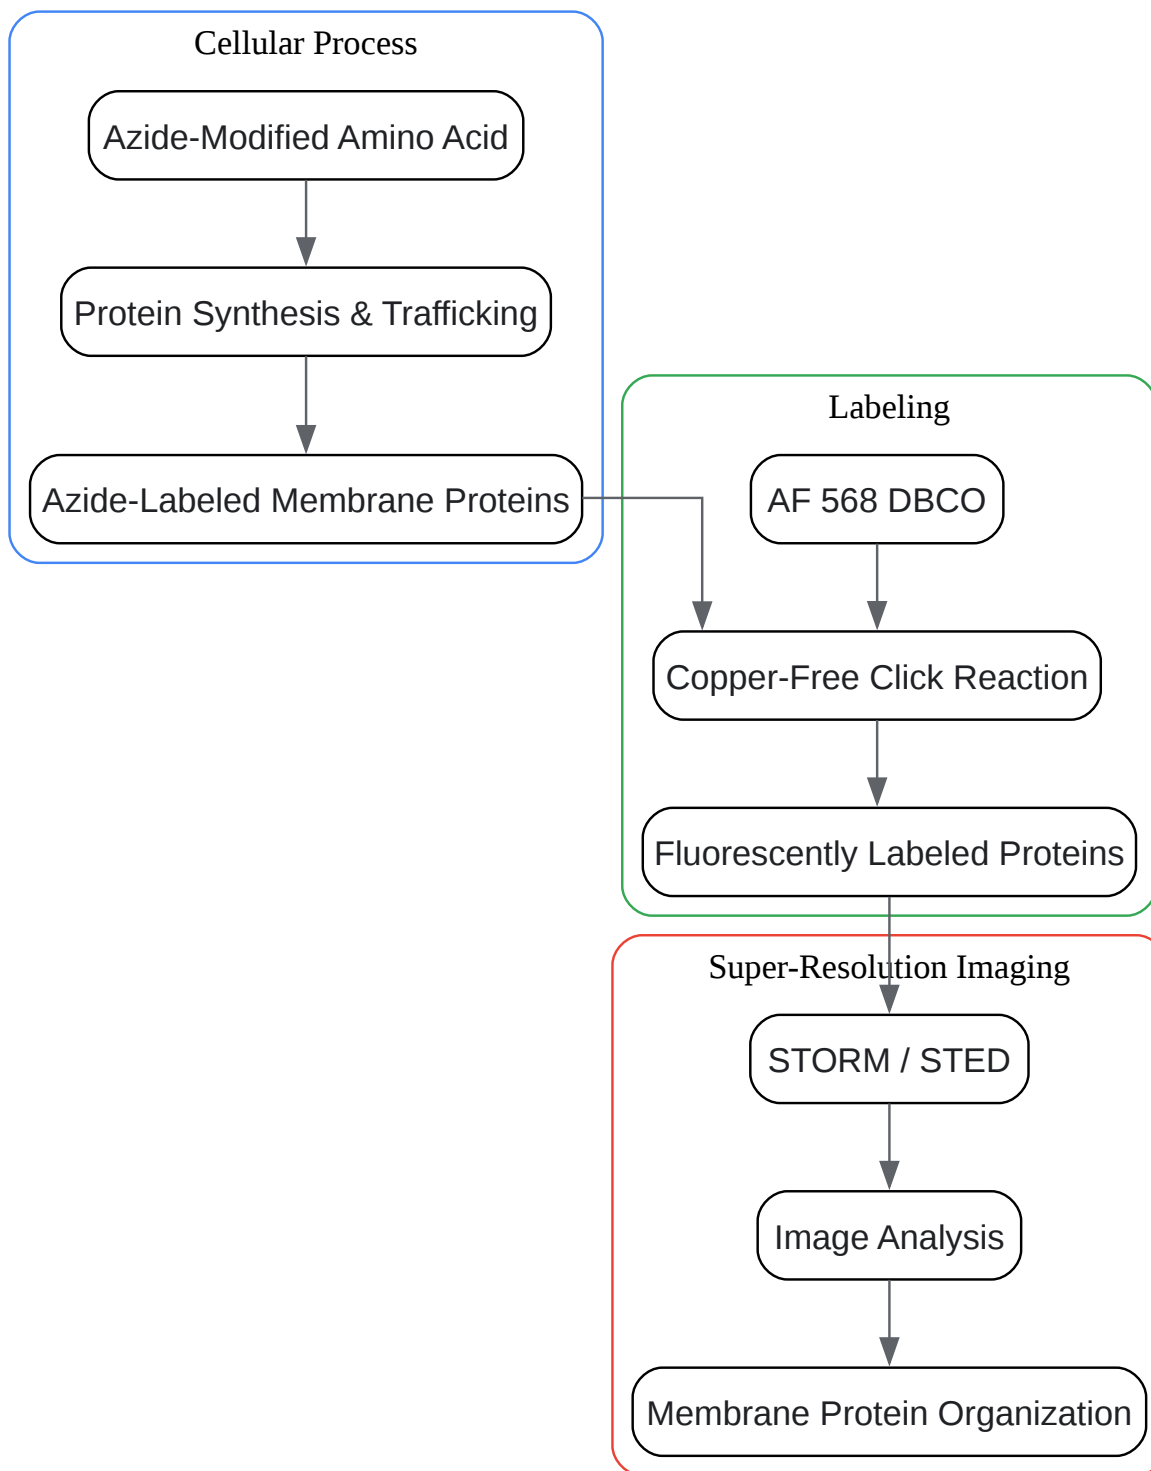 Cellular Process
Azide-Modified Amino Acid
Protein Synthesis & Trafficking
Azide-Labeled Membrane Proteins
Labeling
AF 568 DBCO
Copper-Free Click Reaction
Fluorescently Labeled Proteins
Super-Resolution Imaging
STORM / STED
Image Analysis
Membrane Protein Organization